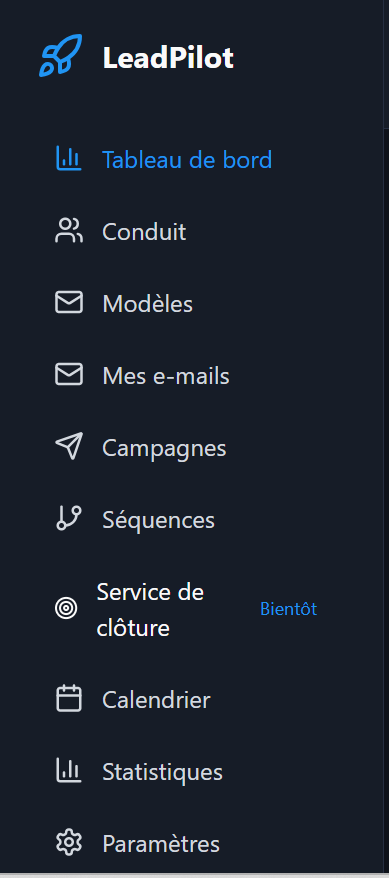 LeadPilot
Tableau de bord
Conduit
Modèles
Mes e-mails
Campagnes
Séquences
Service de
clôture
Bientôt
Calendrier
Statistiques
Paramètres